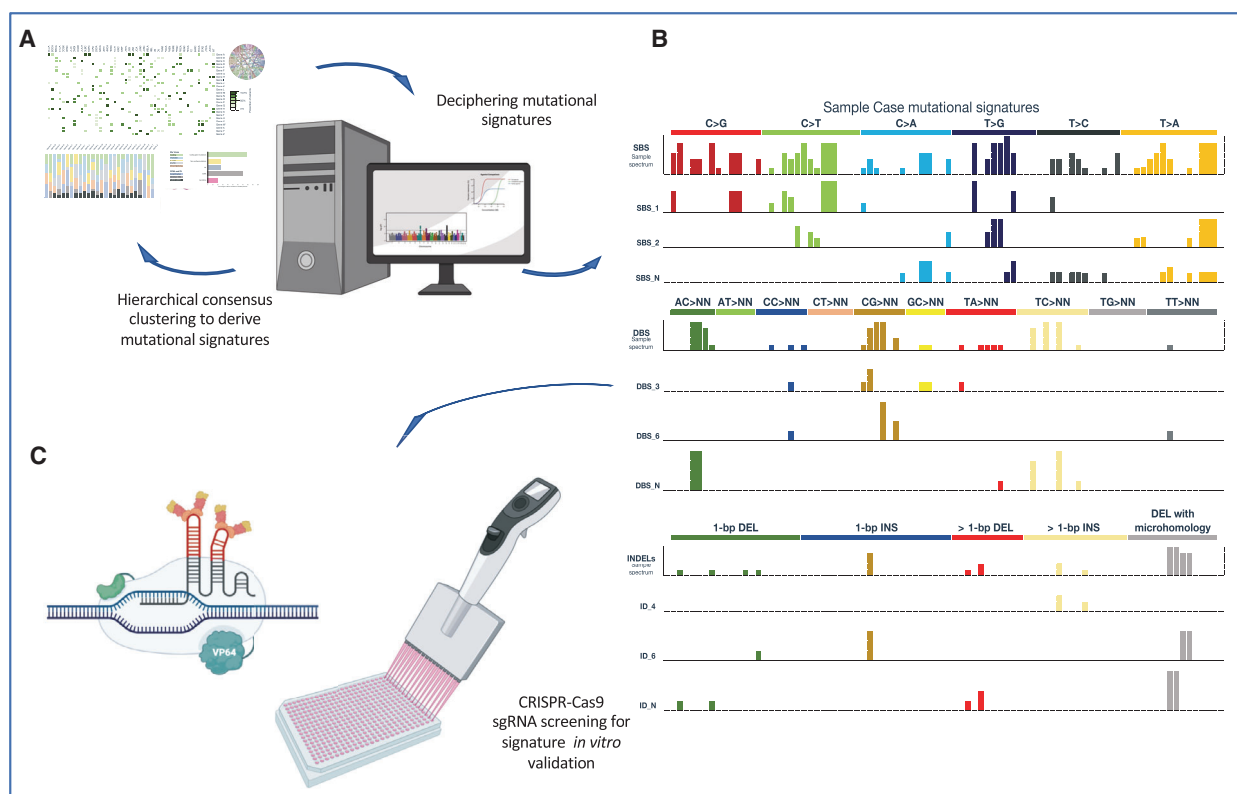 A
Deciphering mutational
signatures
Hierarchical consensus
clustering to derive
mutational signatures
B
Sample Case mutational signatures
C>G C>T C>A T>G T>C T>A
SBS
Sample
spectrum
SBS_1
SBS_2
SBS_N
AC>NN AT>NN CC>NN CT>NN CG>NN GC>NN TA>NN TC>NN TG>NN TT>NN
DBS
Sample
spectrum
DBS_3
DBS_6
DBS_N
DEL with
1-bp DEL 1-bp INS > 1-bp DEL > 1-bp INS microhomology
INDELs
Sample
spectrum
ID_4
ID_6
ID_N
C
VP64
CRISPR-Cas9
sgRNA screening for
signature in vitro
validation